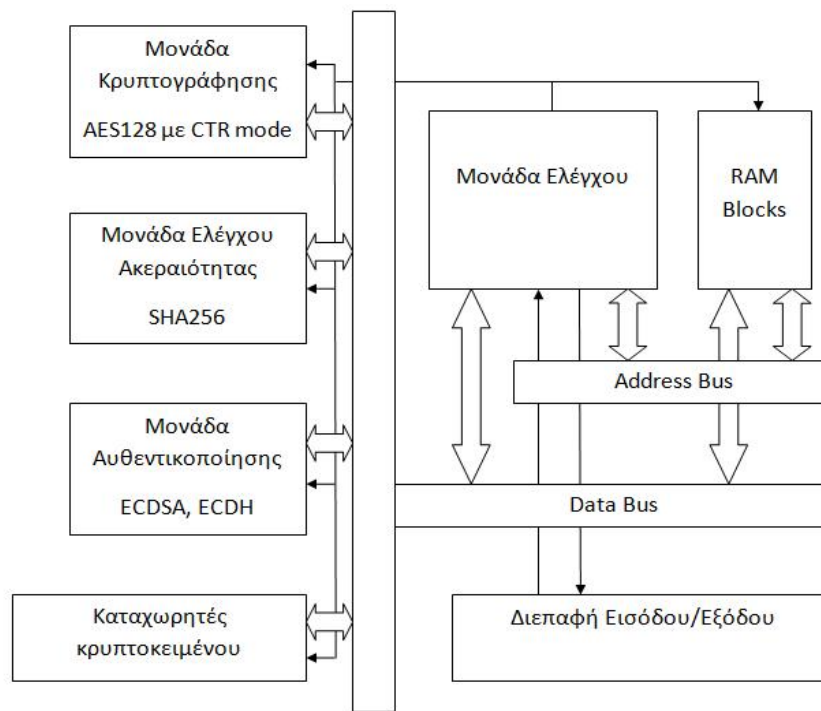 Μονάδα
Κρυπτογράφησης
AES128 με CTR mode
Μονάδα Ελέγχου
Ακεραιότητας
SHA256
Μονάδα
Αυθεντικοποίησης
ECDSA, ECDH
Καταχωρητές
κρυπτοκειμένου
Μονάδα Ελέγχου
RAM
Blocks
Address Bus
Data Bus
Διεπαφή Εισόδου/Εξόδου